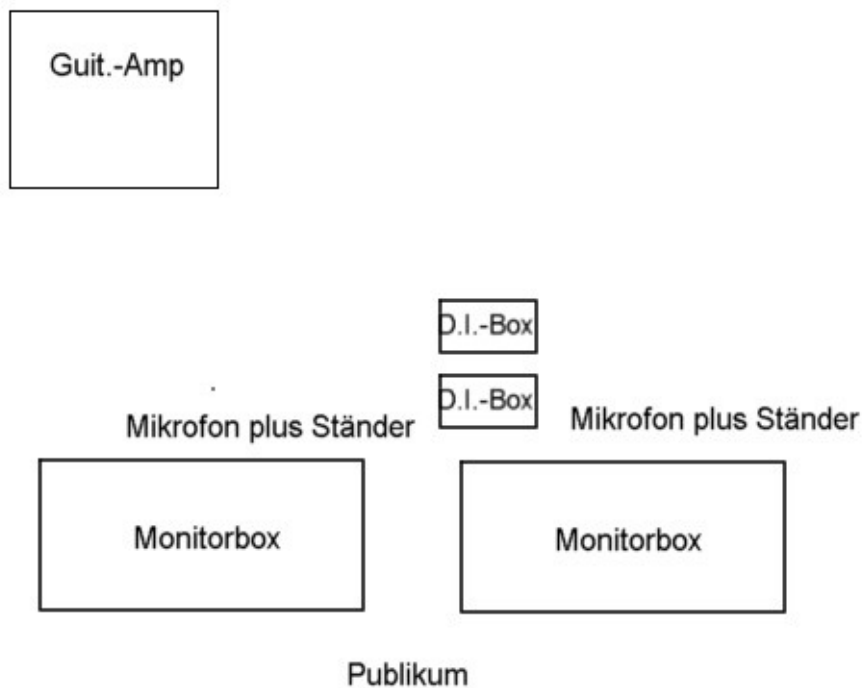 Guit.-Amp
D.I.-Box
D.I.-Box
Mikrofon plus Ständer
Mikrofon plus Ständer
Monitorbox
Monitorbox
Publikum